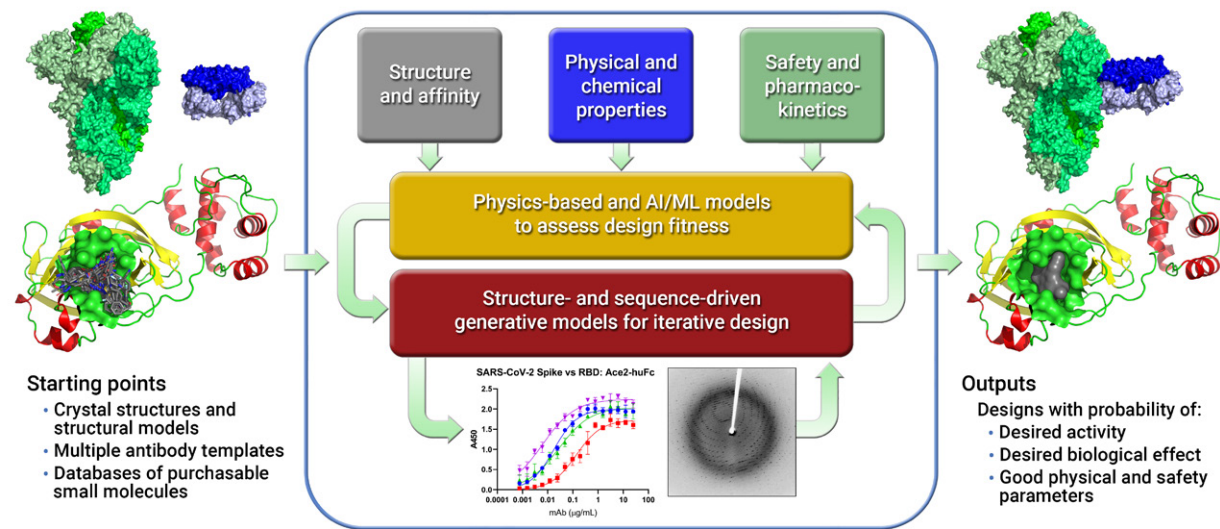 Structure
and affinity
Physical and
chemical
properties
Safety and
pharmaco-
kinetics
Physics-based and AI/ML models
to assess design fitness
Structure- and sequence-driven
generative models for iterative design
Starting points
• Crystal structures and
structural models
• Multiple antibody templates
• Databases of purchasable
small molecules
SARS-CoV-2 Spike vs RBD: Ace2-huFc
A450
2.5
2.0
1.5
1.0
0.5
0.0
0.0001 0.001 0.01 0.1 1 10 100
mAb (μg/mL)
Outputs
Designs with probability of:
• Desired activity
• Desired biological effect
• Good physical and safety
parameters